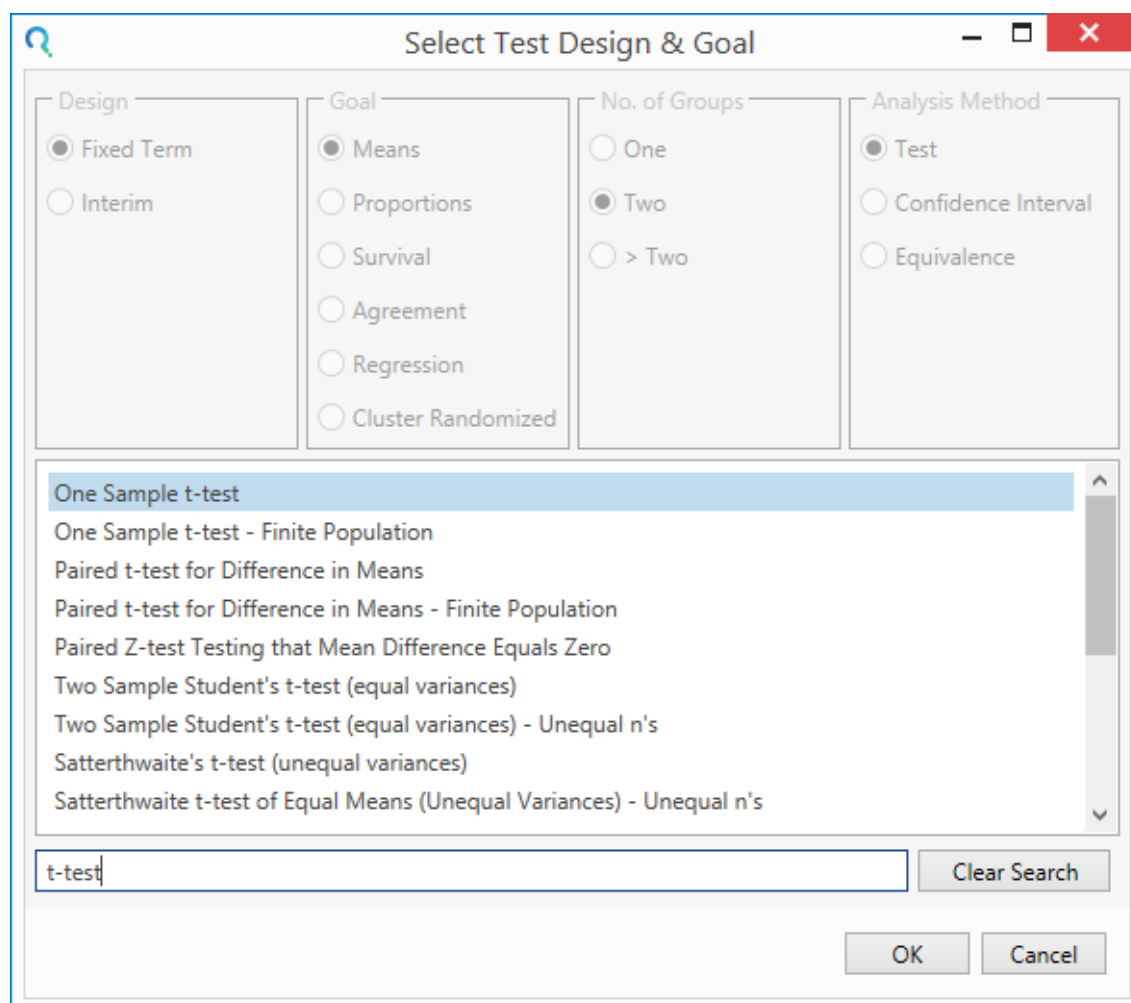 Select Test Design & Goal
Design
Fixed Term
Interim
Goal
Means
Proportions
Survival
Agreement
Regression
Cluster Randomized
No. of Groups
One
Two
> Two
Analysis Method
Test
Confidence Interval
Equivalence
One Sample t-test
One Sample t-test - Finite Population
Paired t-test for Difference in Means
Paired t-test for Difference in Means - Finite Population
Paired Z-test Testing that Mean Difference Equals Zero
Two Sample Student's t-test (equal variances)
Two Sample Student's t-test (equal variances) - Unequal n's
Satterthwaite's t-test (unequal variances)
Satterthwaite t-test of Equal Means (Unequal Variances) - Unequal n's
t-test
Clear Search
OK
Cancel